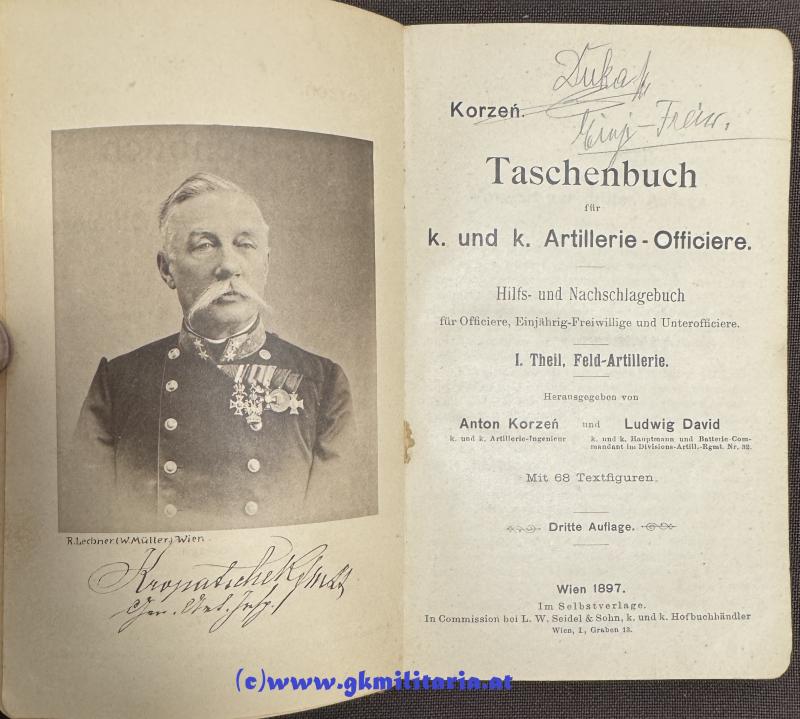 R. Lechner (W. Müller) Wien.
Kropatschek
Gen. Art. Insp.
Korzeń.
Einj-Freiw.
Taschenbuch
für
k. und k. Artillerie-Officiere.
Hilfs- und Nachschlagebuch
für Officiere, Einjährig-Freiwillige und Unterofficiere.
I. Theil, Feld-Artillerie.
Herausgegeben von
Anton Korzeń und Ludwig David
k. und k. Artillerie-Ingenieur k. und k. Hauptmann und Batterie-Com-
mandant im Divisions-Artill.-Rgmt. Nr. 32.
Mit 68 Textfiguren.
Dritte Auflage.
Wien 1897.
Im Selbstverlage.
In Commission bei L. W. Seidel & Sohn, k. und k. Hofbuchhändler
Wien, I., Graben 13.
(c)www.gkmilitaria.at